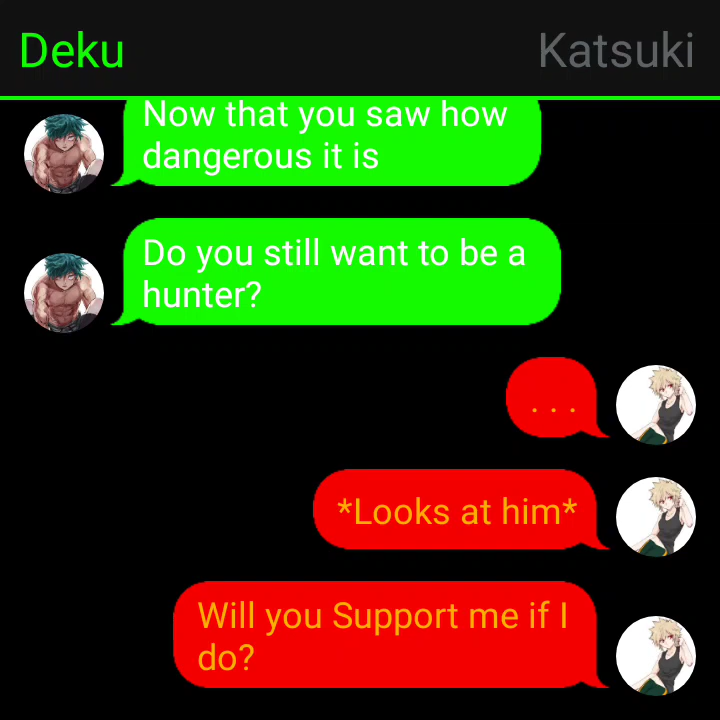 Deku
Katsuki
Now that you saw how
dangerous it is
Do you still want to be a
hunter?
. . .
*Looks at him*
Will you Support me if I
do?